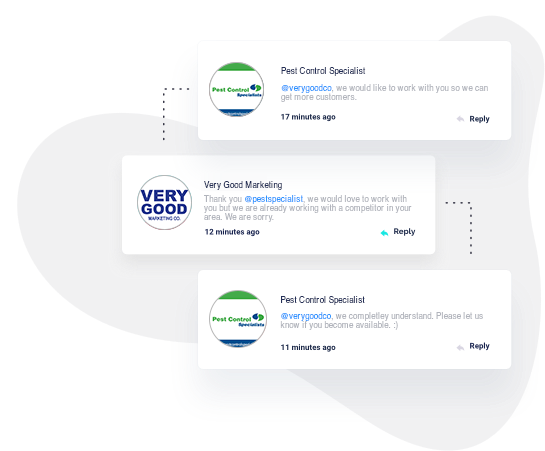 Pest Control Specialist
@verygoodco, we would like to work with you so we can
get more customers.
17 minutes ago
Reply
Pest Control
Specialists
Very Good Marketing
Thank you @pestspecialist, we would love to work with
you but we are already working with a competitor in your
area. We are sorry.
12 minutes ago
Reply
VERY
GOOD
MARKETING CO.
Pest Control Specialist
@verygoodco, we completley understand. Please let us
know if you become available. :)
11 minutes ago
Reply
Pest Control
Specialists